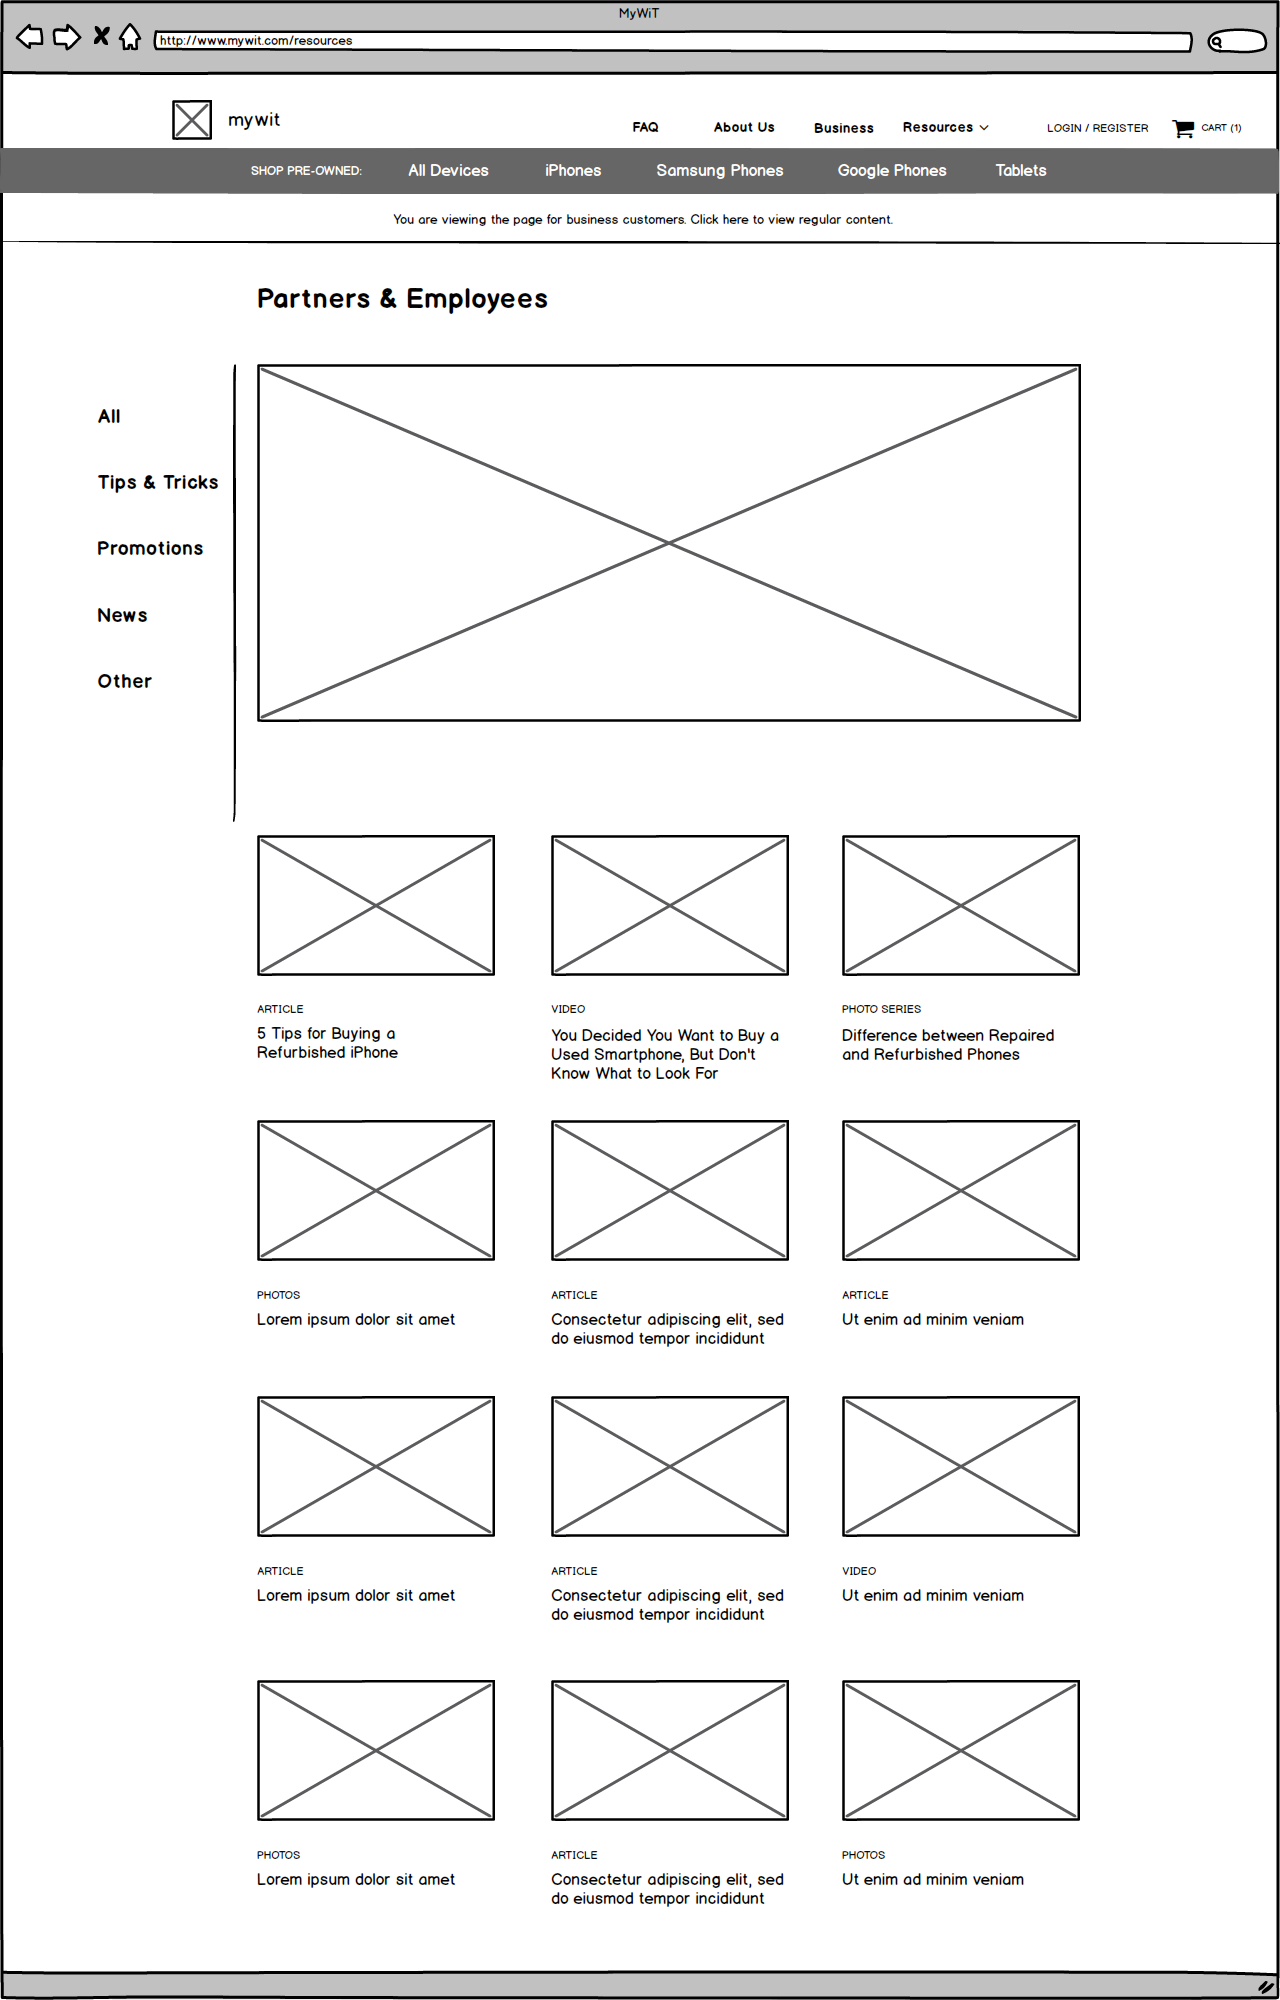 MyWiT
http://www.mywit.com/resources
mywit
FAQ About Us Business Resources LOGIN / REGISTER CART (1)
SHOP PRE-OWNED: All Devices iPhones Samsung Phones Google Phones Tablets
You are viewing the page for business customers. Click here to view regular content.
Partners & Employees
All
Tips & Tricks
Promotions
News
Other
ARTICLE
5 Tips for Buying a
Refurbished iPhone
VIDEO
You Decided You Want to Buy a
Used Smartphone, But Don't
Know What to Look For
PHOTO SERIES
Difference between Repaired
and Refurbished Phones
PHOTOS
Lorem ipsum dolor sit amet
ARTICLE
Consectetur adipiscing elit, sed
do eiusmod tempor incididunt
ARTICLE
Ut enim ad minim veniam
ARTICLE
Lorem ipsum dolor sit amet
ARTICLE
Consectetur adipiscing elit, sed
do eiusmod tempor incididunt
VIDEO
Ut enim ad minim veniam
PHOTOS
Lorem ipsum dolor sit amet
ARTICLE
Consectetur adipiscing elit, sed
do eiusmod tempor incididunt
PHOTOS
Ut enim ad minim veniam